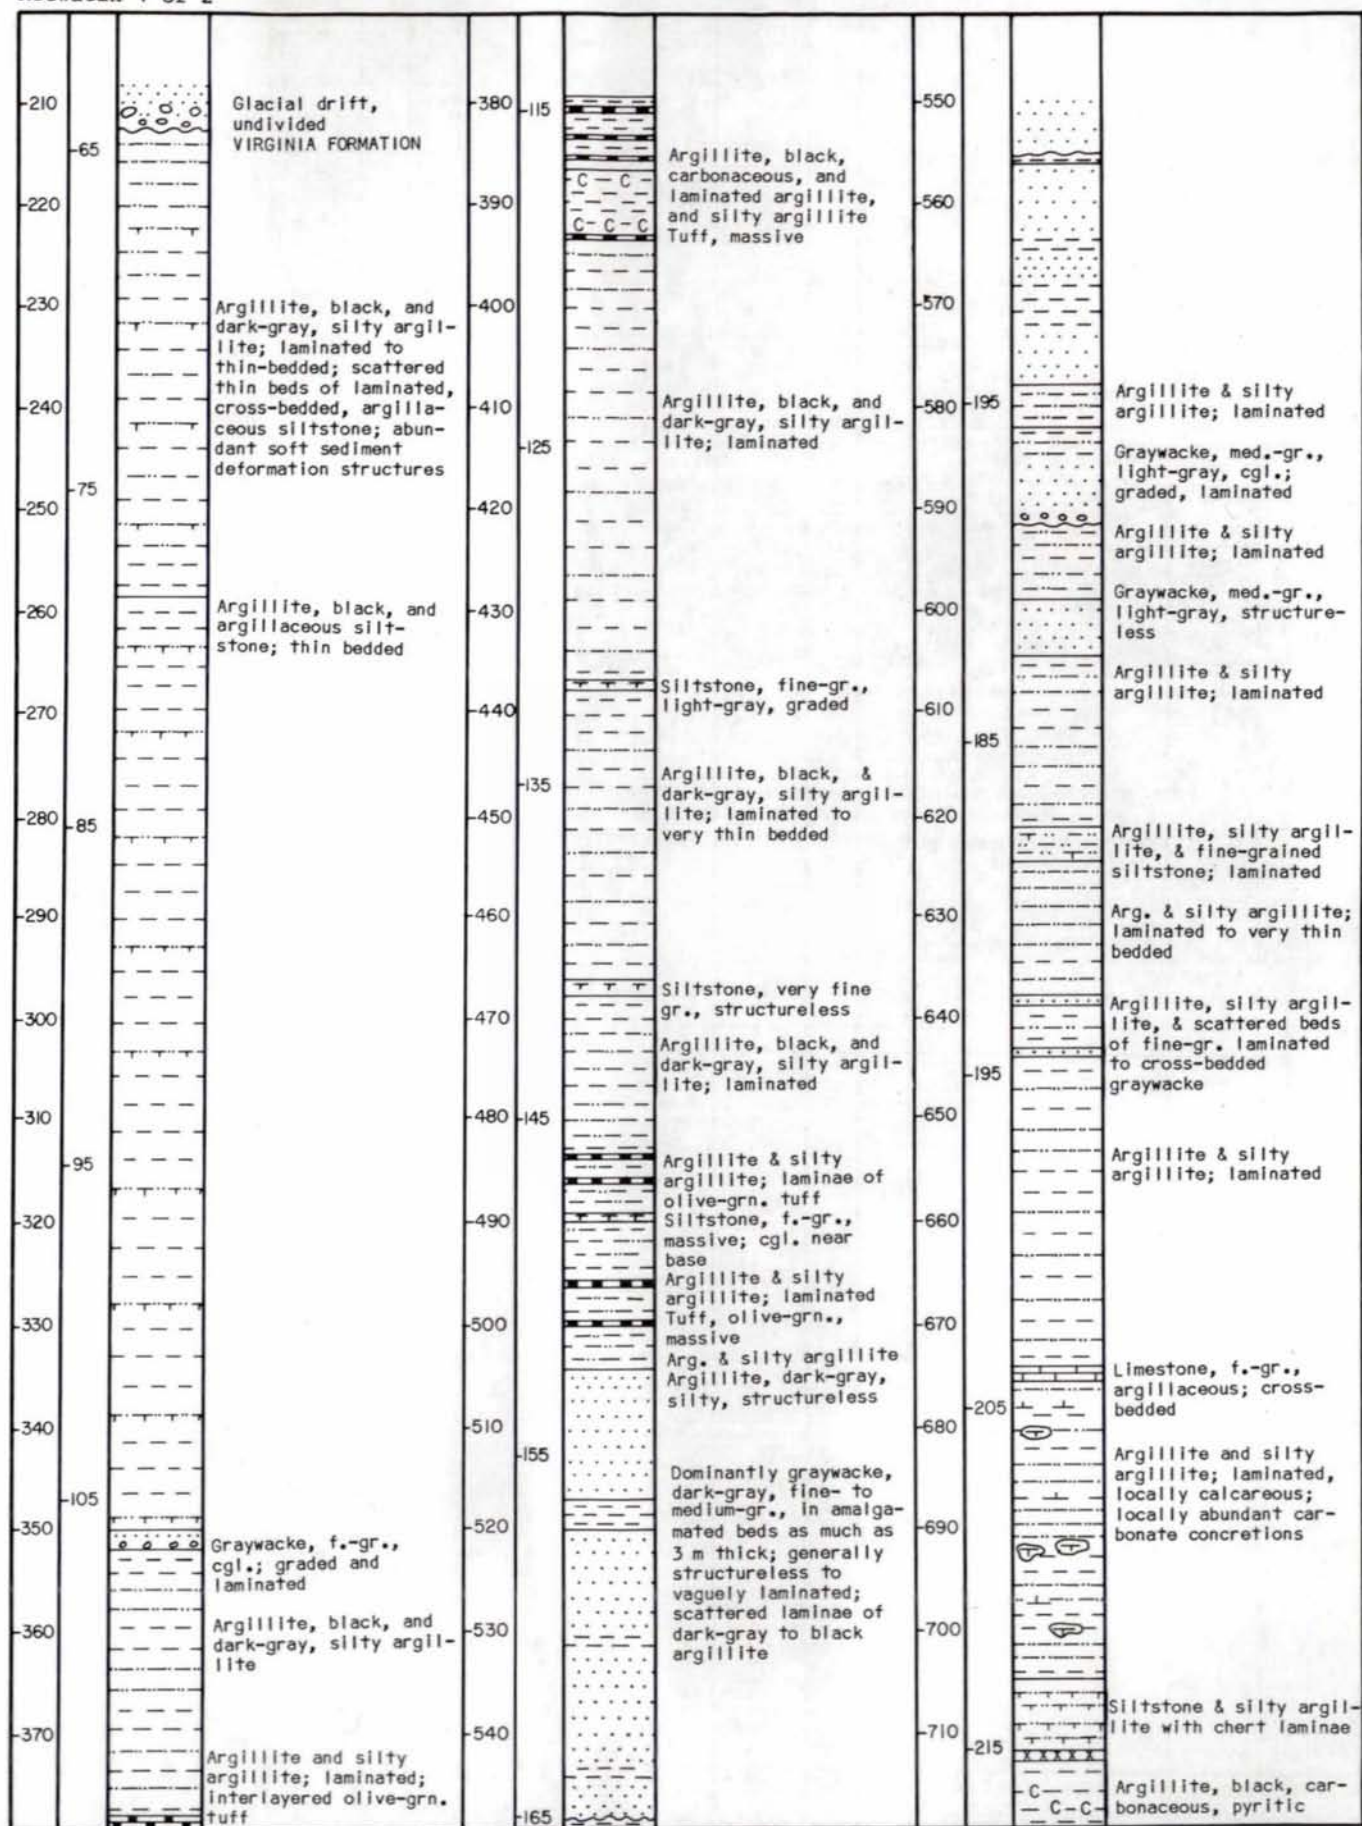 -210
-220
-230
-240
-250
-260
-270
-280
-290
-300
-310
-320
-330
-340
-350
-360
-370
-65
-75
-85
-95
-105
Glacial drift,
undivided
VIRGINIA FORMATION
Argillite, black, and
dark-gray, silty argil-
lite; laminated to
thin-bedded; scattered
thin beds of laminated,
cross-bedded, argilla-
ceous siltstone; abun-
dant soft sediment
deformation structures
Argillite, black, and
argillaceous silt-
stone; thin bedded
Graywacke, f.-gr.,
cgl.; graded and
laminated
Argillite, black, and
dark-gray, silty argil-
lite
Argillite and silty
argillite; laminated;
interlayered olive-grn.
tuff
-380
-390
-400
-410
-420
-430
-440
-450
-460
-470
-480
-490
-500
-510
-520
-530
-540
-115
-125
-135
-145
-155
-165
C - C -
C - C - C
Argillite, black,
carbonaceous, and
laminated argillite,
and silty argillite
Tuff, massive
Argillite, black, and
dark-gray, silty argil-
lite; laminated
Siltstone, fine-gr.,
light-gray, graded
Argillite, black, &
dark-gray, silty argil-
lite; laminated to
very thin bedded
Siltstone, very fine
gr., structureless
Argillite, black, and
dark-gray, silty argil-
lite; laminated
Argillite & silty
argillite; laminae of
olive-grn. tuff
Siltstone, f.-gr.,
massive; cgl. near
base
Argillite & silty
argillite; laminated
Tuff, olive-grn.,
massive
Arg. & silty argillite
Argillite, dark-gray,
silty, structureless
Dominantly graywacke,
dark-gray, fine- to
medium-gr., in amalga-
mated beds as much as
3 m thick; generally
structureless to
vaguely laminated;
scattered laminae of
dark-gray to black
argillite
-550
-560
-570
-580
-590
-600
-610
-620
-630
-640
-650
-660
-670
-680
-690
-700
-710
-195
-185
-195
-205
-215
Argillite & silty
argillite; laminated
Graywacke, med.-gr.,
light-gray, cgl.;
graded, laminated
Argillite & silty
argillite; laminated
Graywacke, med.-gr.,
light-gray, structure-
less
Argillite & silty
argillite; laminated
Argillite, silty argil-
lite, & fine-grained
siltstone; laminated
Arg. & silty argillite;
laminated to very thin
bedded
Argillite, silty argil-
lite, & scattered beds
of fine-gr. laminated
to cross-bedded
graywacke
Argillite & silty
argillite; laminated
Limestone, f.-gr.,
argillaceous; cross-
bedded
Argillite and silty
argillite; laminated,
locally calcareous;
locally abundant car-
bonate concretions
Siltstone & silty argil-
lite with chert laminae
Argillite, black, car-
bonaceous, pyritic
C
C - C